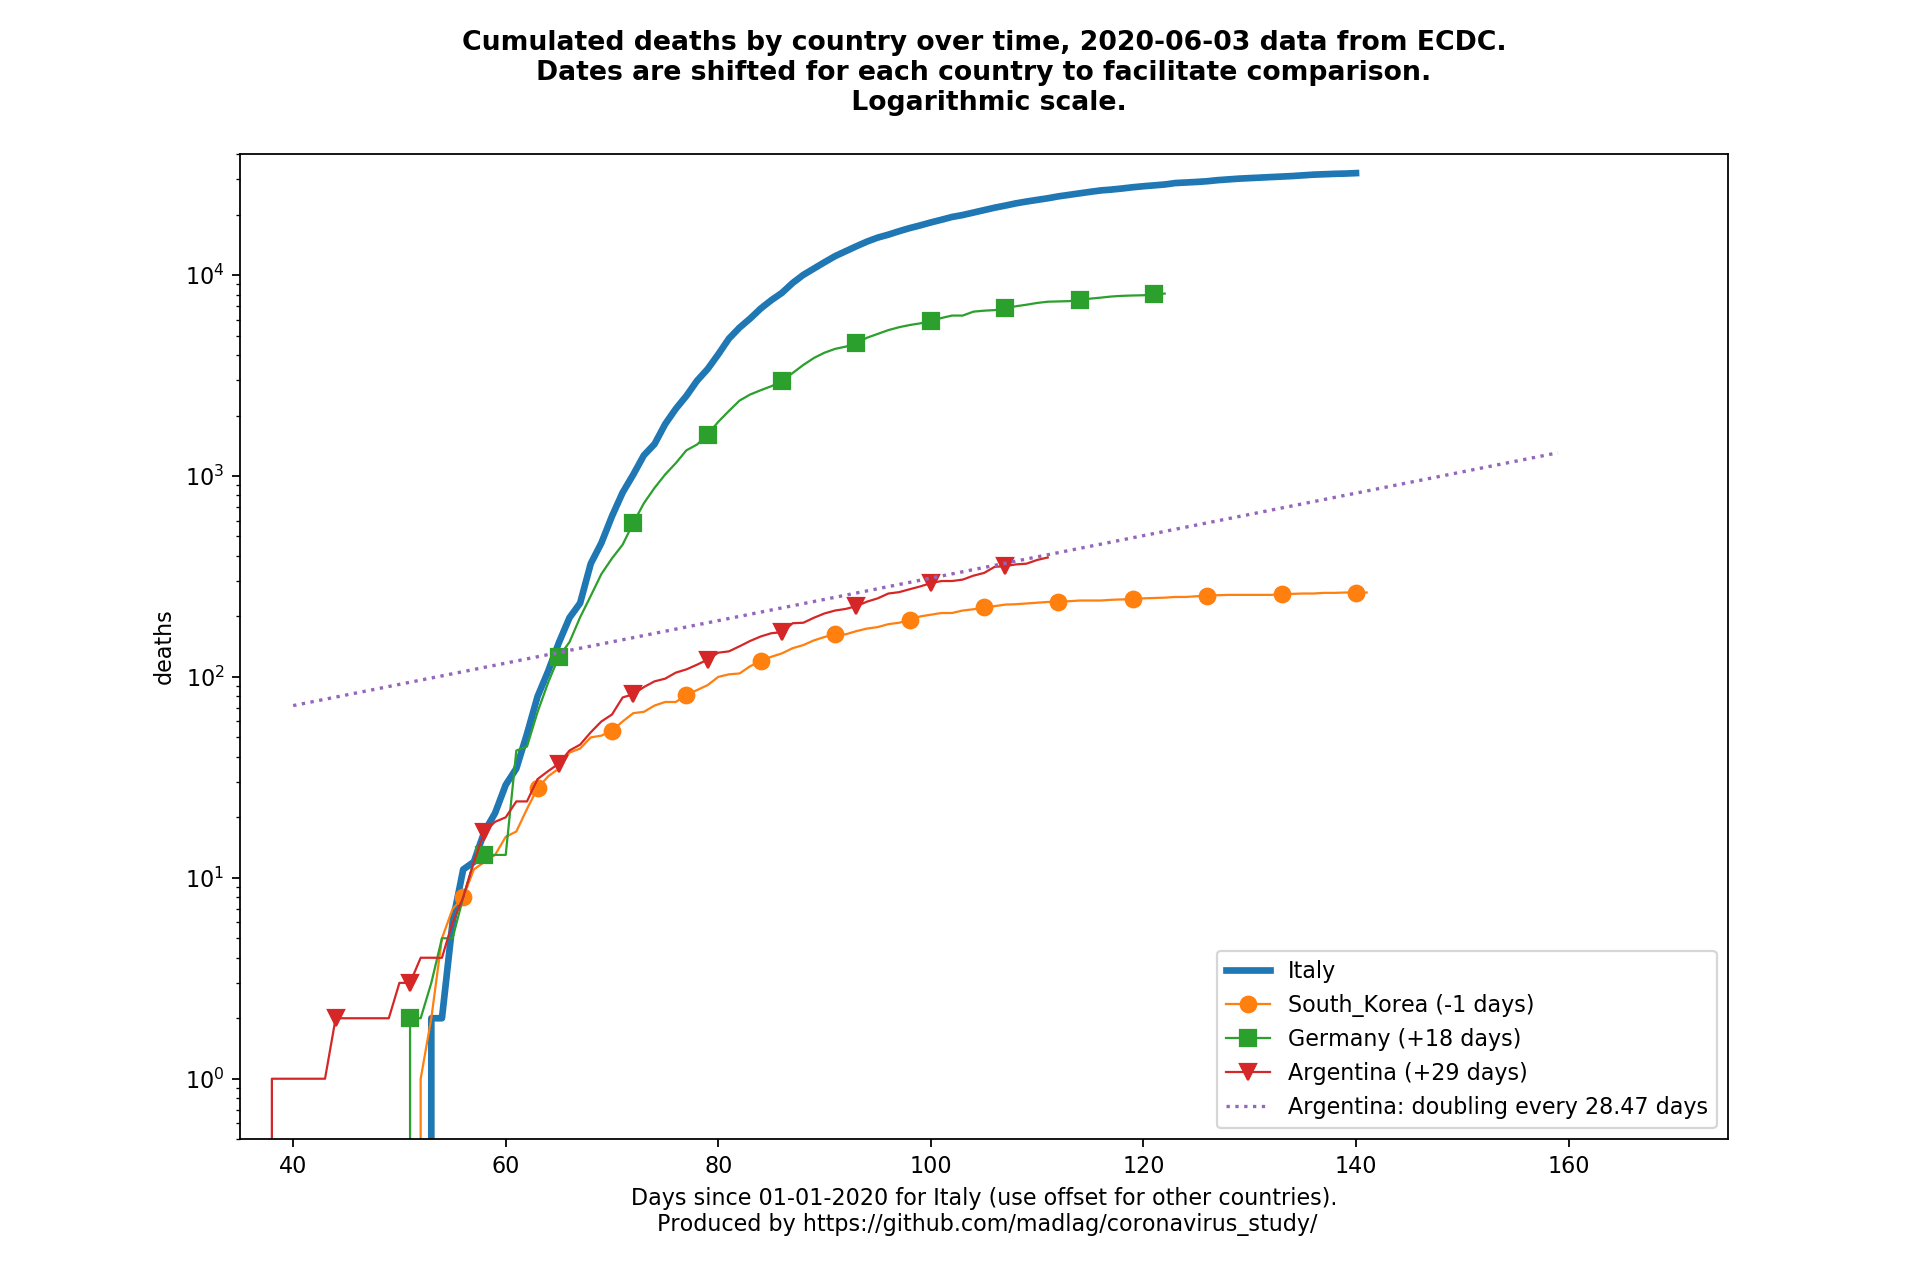 Cumulated deaths by country over time, 2020-06-03 data from ECDC.
Dates are shifted for each country to facilitate comparison.
Logarithmic scale.
deaths
10^4
10^3
10^2
10^1
10^0
40 60 80 100 120 140 160
Days since 01-01-2020 for Italy (use offset for other countries).
Produced by https://github.com/madlag/coronavirus_study/
Italy
South_Korea (-1 days)
Germany (+18 days)
Argentina (+29 days)
Argentina: doubling every 28.47 days